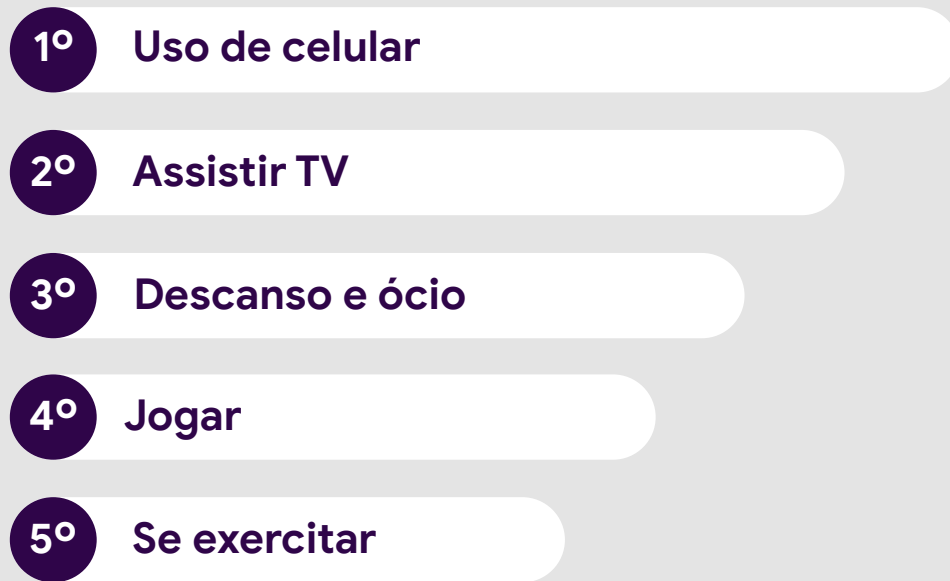 1º Uso de celular
2º Assistir TV
3º Descanso e ócio
4º Jogar
5º Se exercitar